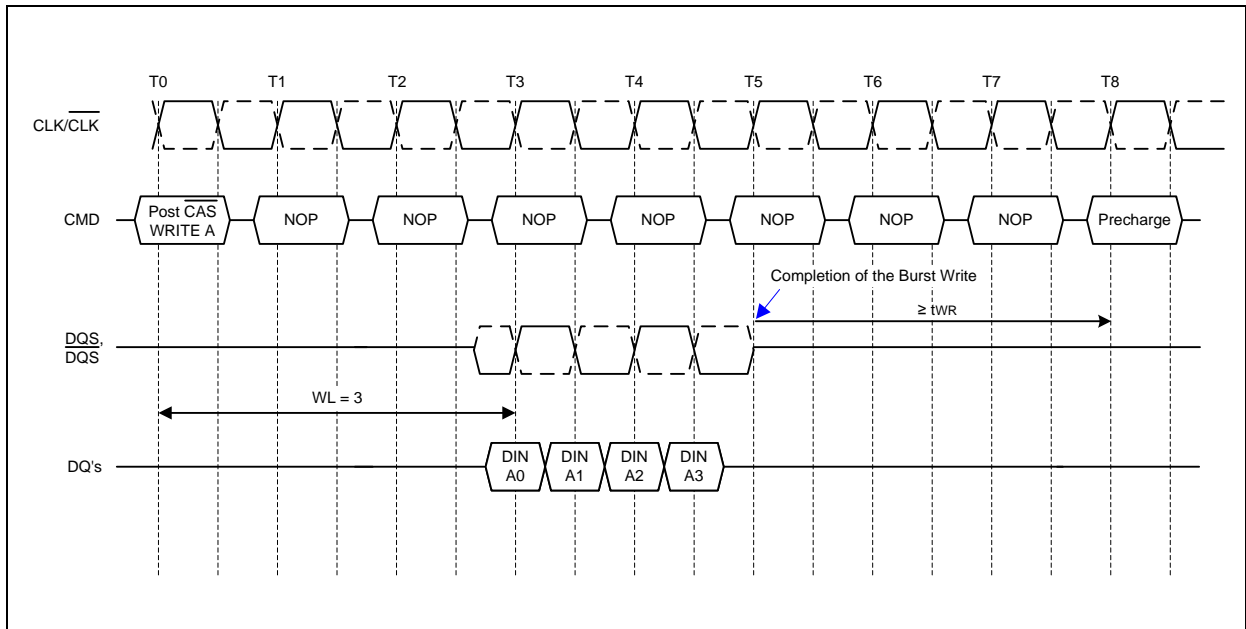 T0 T1 T2 T3 T4 T5 T6 T7 T8
CLK/CLK
CMD
Post CAS
WRITE A
NOP NOP NOP NOP NOP NOP NOP Precharge
Completion of the Burst Write
≥ tWR
DQS,
DQS
WL = 3
DQ's
DIN
A0
DIN
A1
DIN
A2
DIN
A3